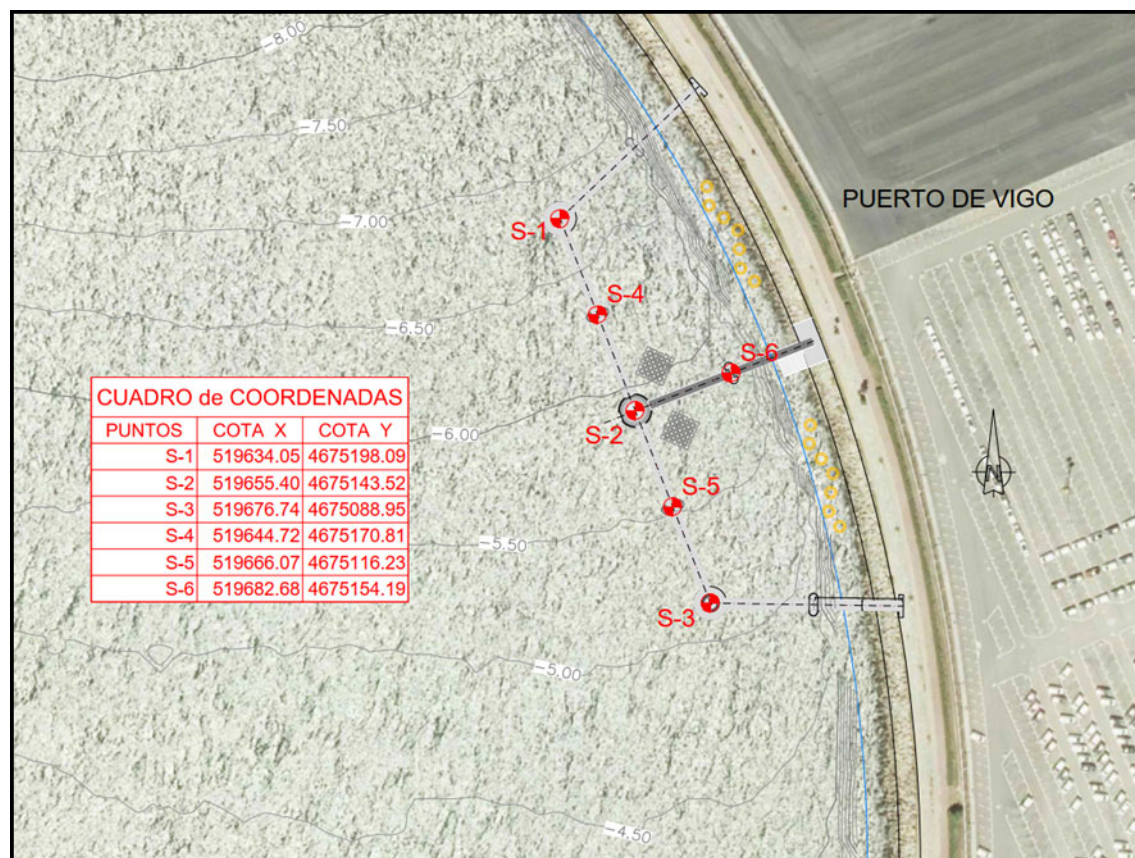 -8.00
-7.50
-7.00
PUERTO DE VIGO
S-1
S-4
-6.50
S-6
-6.00
S-2
S-5
-5.50
S-3
-5.00
-4.50
N
CUADRO de COORDENADAS
PUNTOS COTA X COTA Y
S-1 519634.05 4675198.09
S-2 519655.40 4675143.52
S-3 519676.74 4675088.95
S-4 519644.72 4675170.81
S-5 519666.07 4675116.23
S-6 519682.68 4675154.19